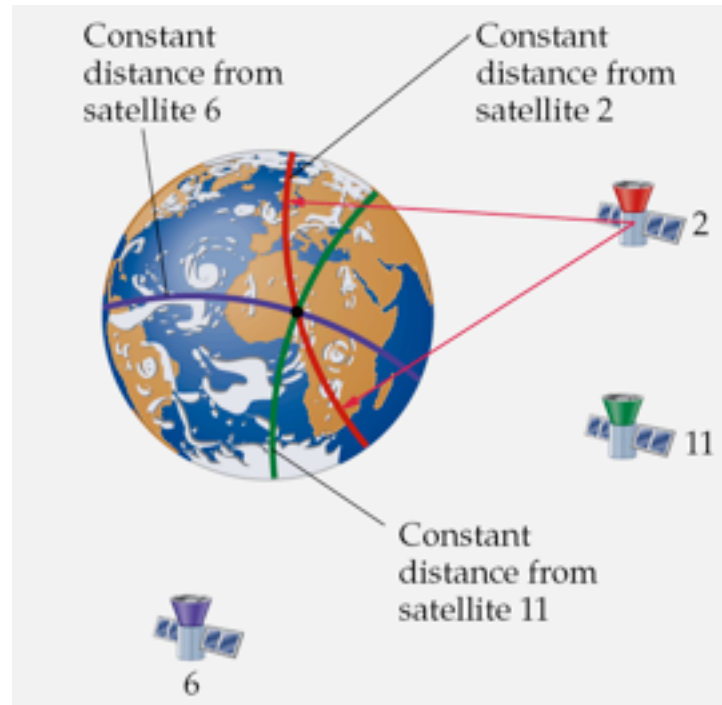 Constant
distance from
satellite 6
Constant
distance from
satellite 2
2
11
Constant
distance from
satellite 11
6